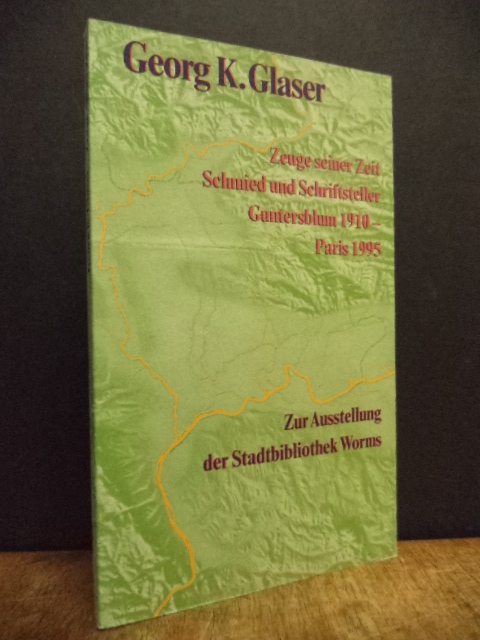 Georg K. Glaser
Zeuge seiner Zeit
Schmied und Schriftsteller
Guntersblum 1910 –
Paris 1995
Zur Ausstellung
der Stadtbibliothek Worms